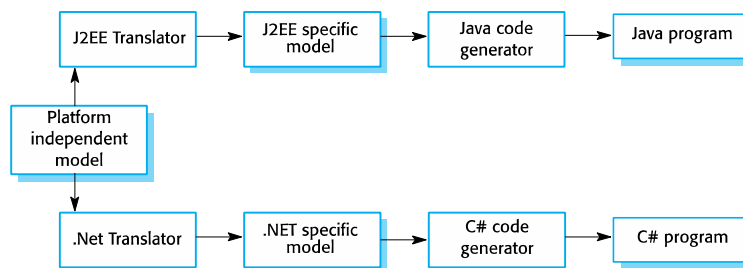 J2EE Translator
J2EE specific
model
Java code
generator
Java program
Platform
independent
model
.Net Translator
.NET specific
model
C# code
generator
C# program